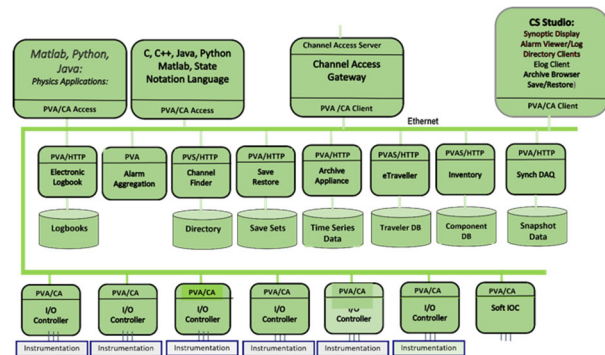 Matlab, Python,
Java:
Physics Applications:
PVA/CA Access
C, C++, Java, Python
Matlab, State
Notation Language
PVA/CA Access
Channel Access Server
Channel Access
Gateway
PVA /CA Client
CS Studio:
Synoptic Display
Alarm Viewer/Log
Directory Clients
Elog Client
Archive Browser
Save/Restore)
PVA/CA Client
Ethernet
PVA/HTTP
Electronic
Logbook
Logbooks
PVA
Alarm
Aggregation
PVS/HTTP
Channel
Finder
Directory
PVA/HTTP
Save
Restore
Save Sets
PVA/HTTP
Archive
Appliance
Time Series
Data
PVAS/HTTP
eTraveller
Traveler DB
PVAS/HTTP
Inventory
Component
DB
PVA/HTTP
Synch DAQ
Snapshot
Data
PVA/CA
I/O
Controller
Instrumentation
PVA/CA
I/O
Controller
Instrumentation
PVA/CA
I/O
Controller
Instrumentation
PVA/CA
I/O
Controller
Instrumentation
PVA/CA
I/O
Controller
Instrumentation
PVA/CA
I/O
Controller
Instrumentation
PVA/CA
Soft IOC